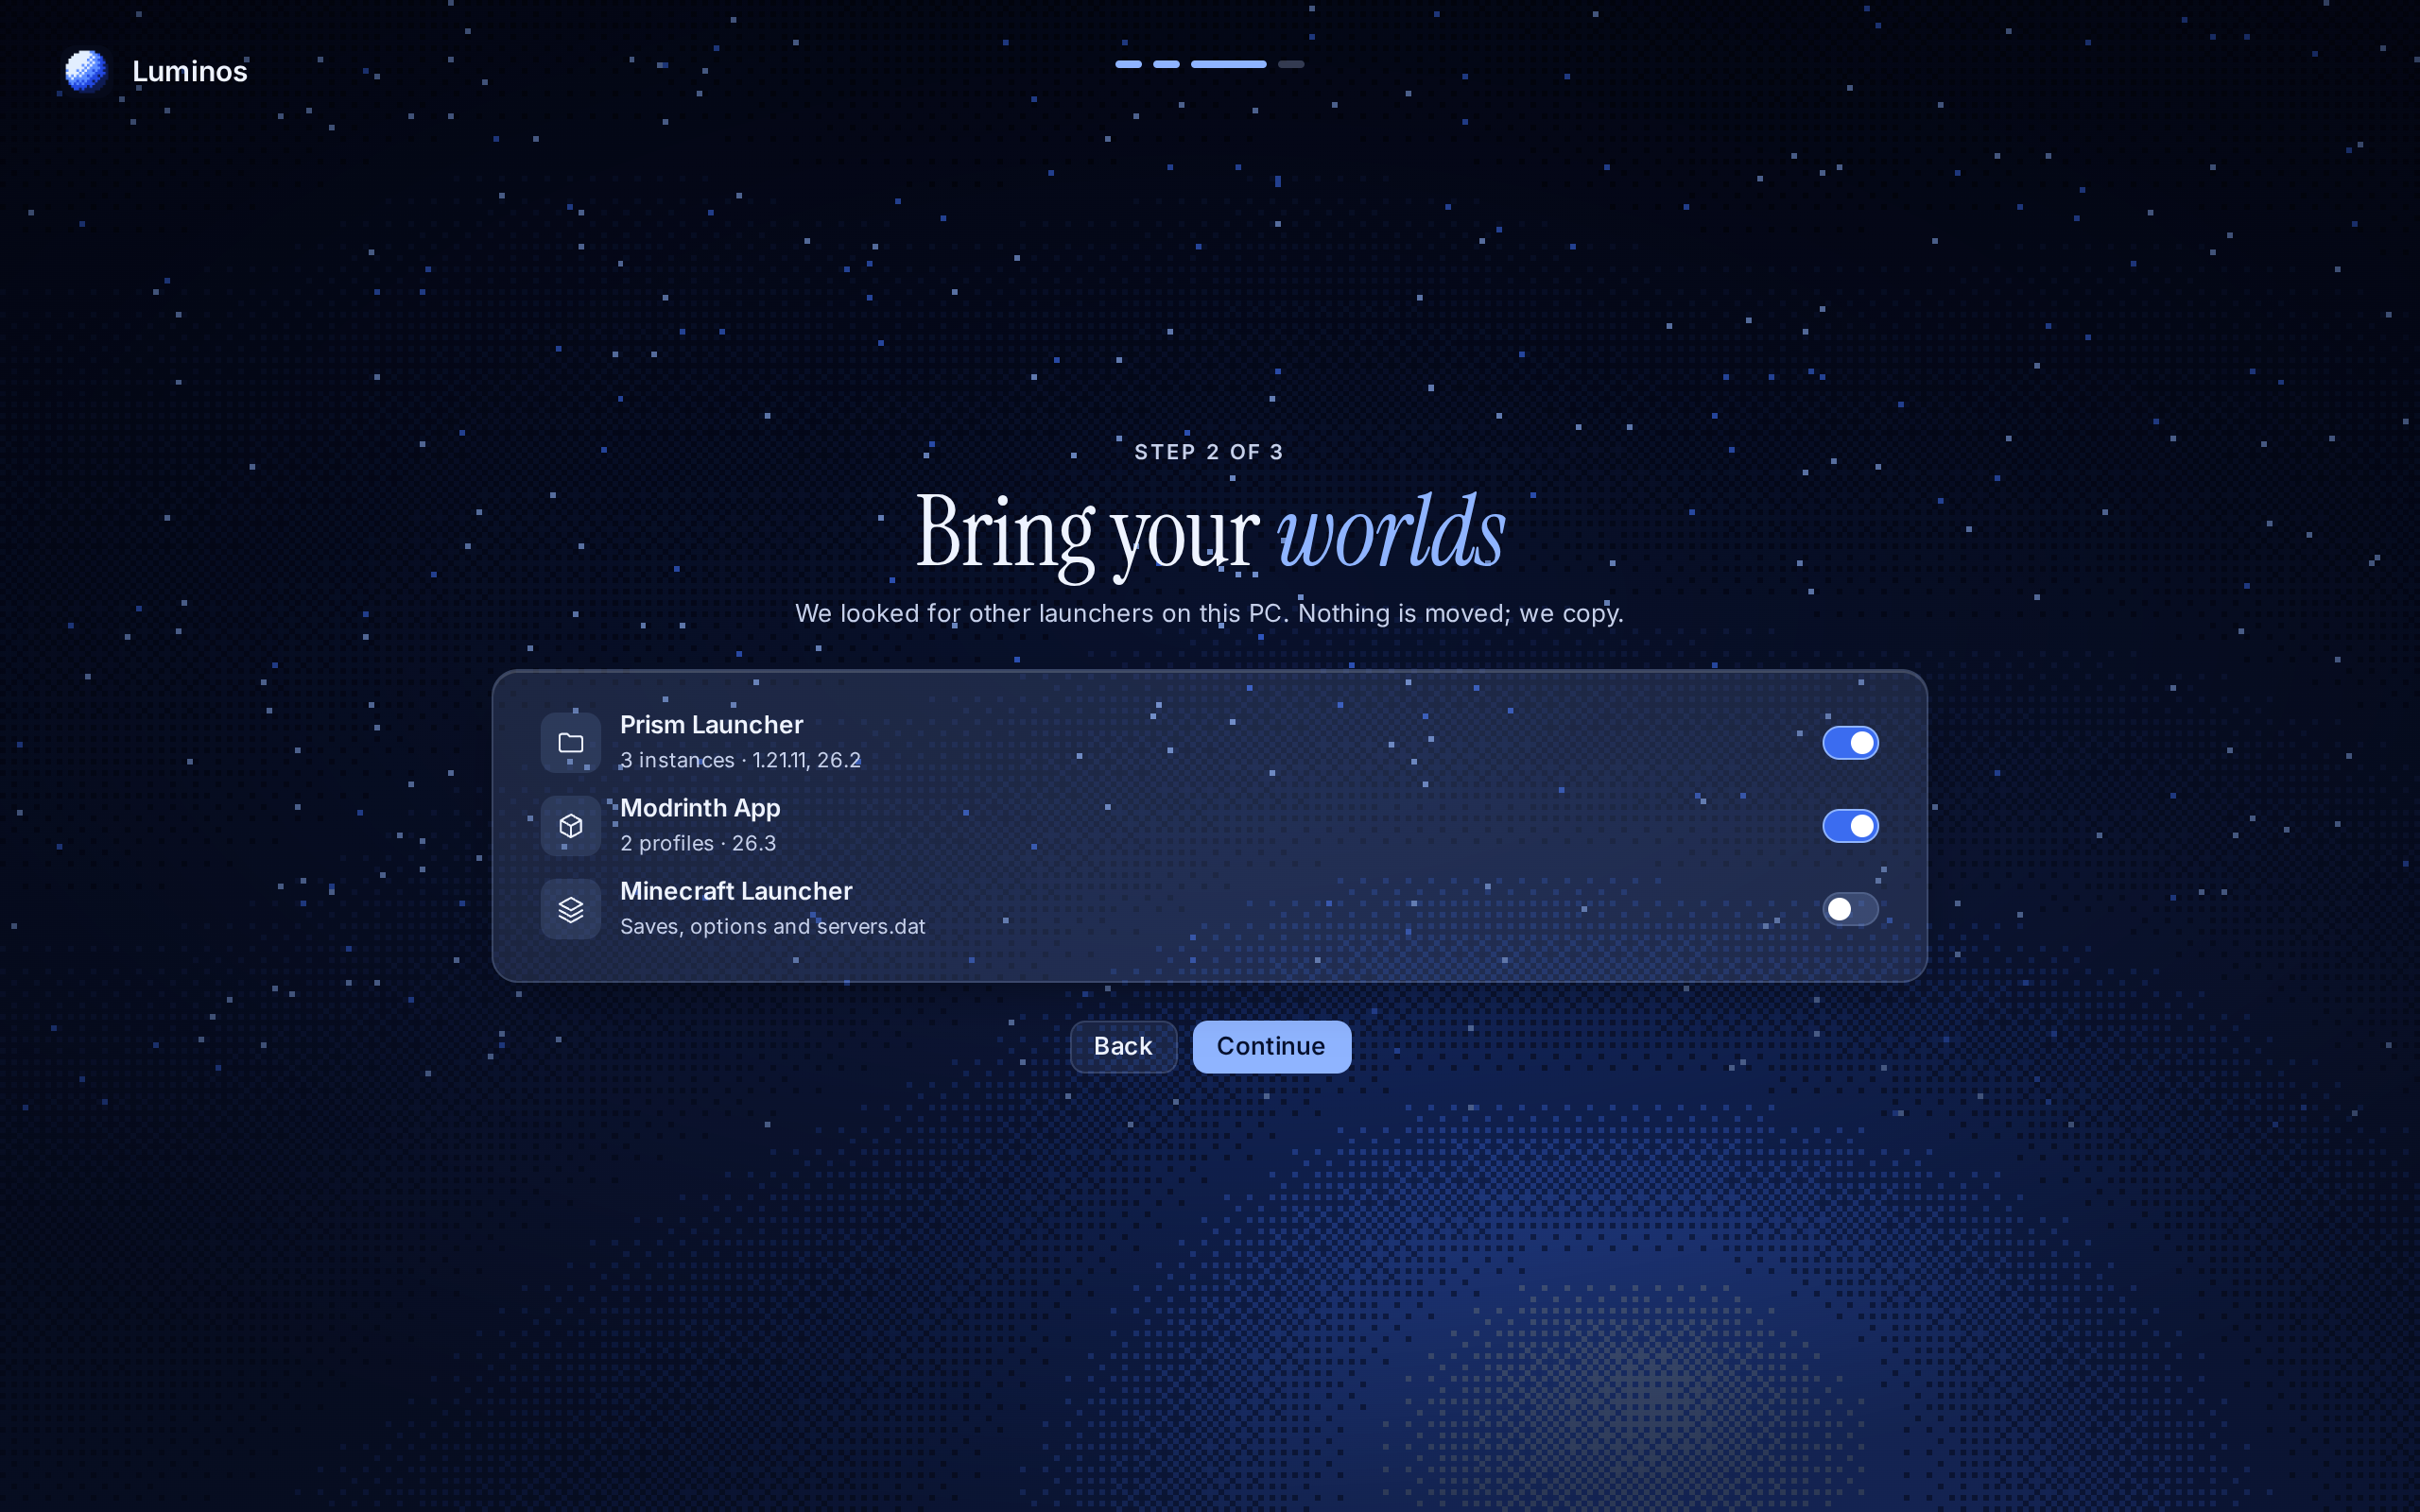 Luminos
STEP 2 OF 3
Bring your worlds
We looked for other launchers on this PC. Nothing is moved; we copy.
Prism Launcher
3 instances · 1.21.11, 26.2
Modrinth App
2 profiles · 26.3
Minecraft Launcher
Saves, options and servers.dat
Back
Continue